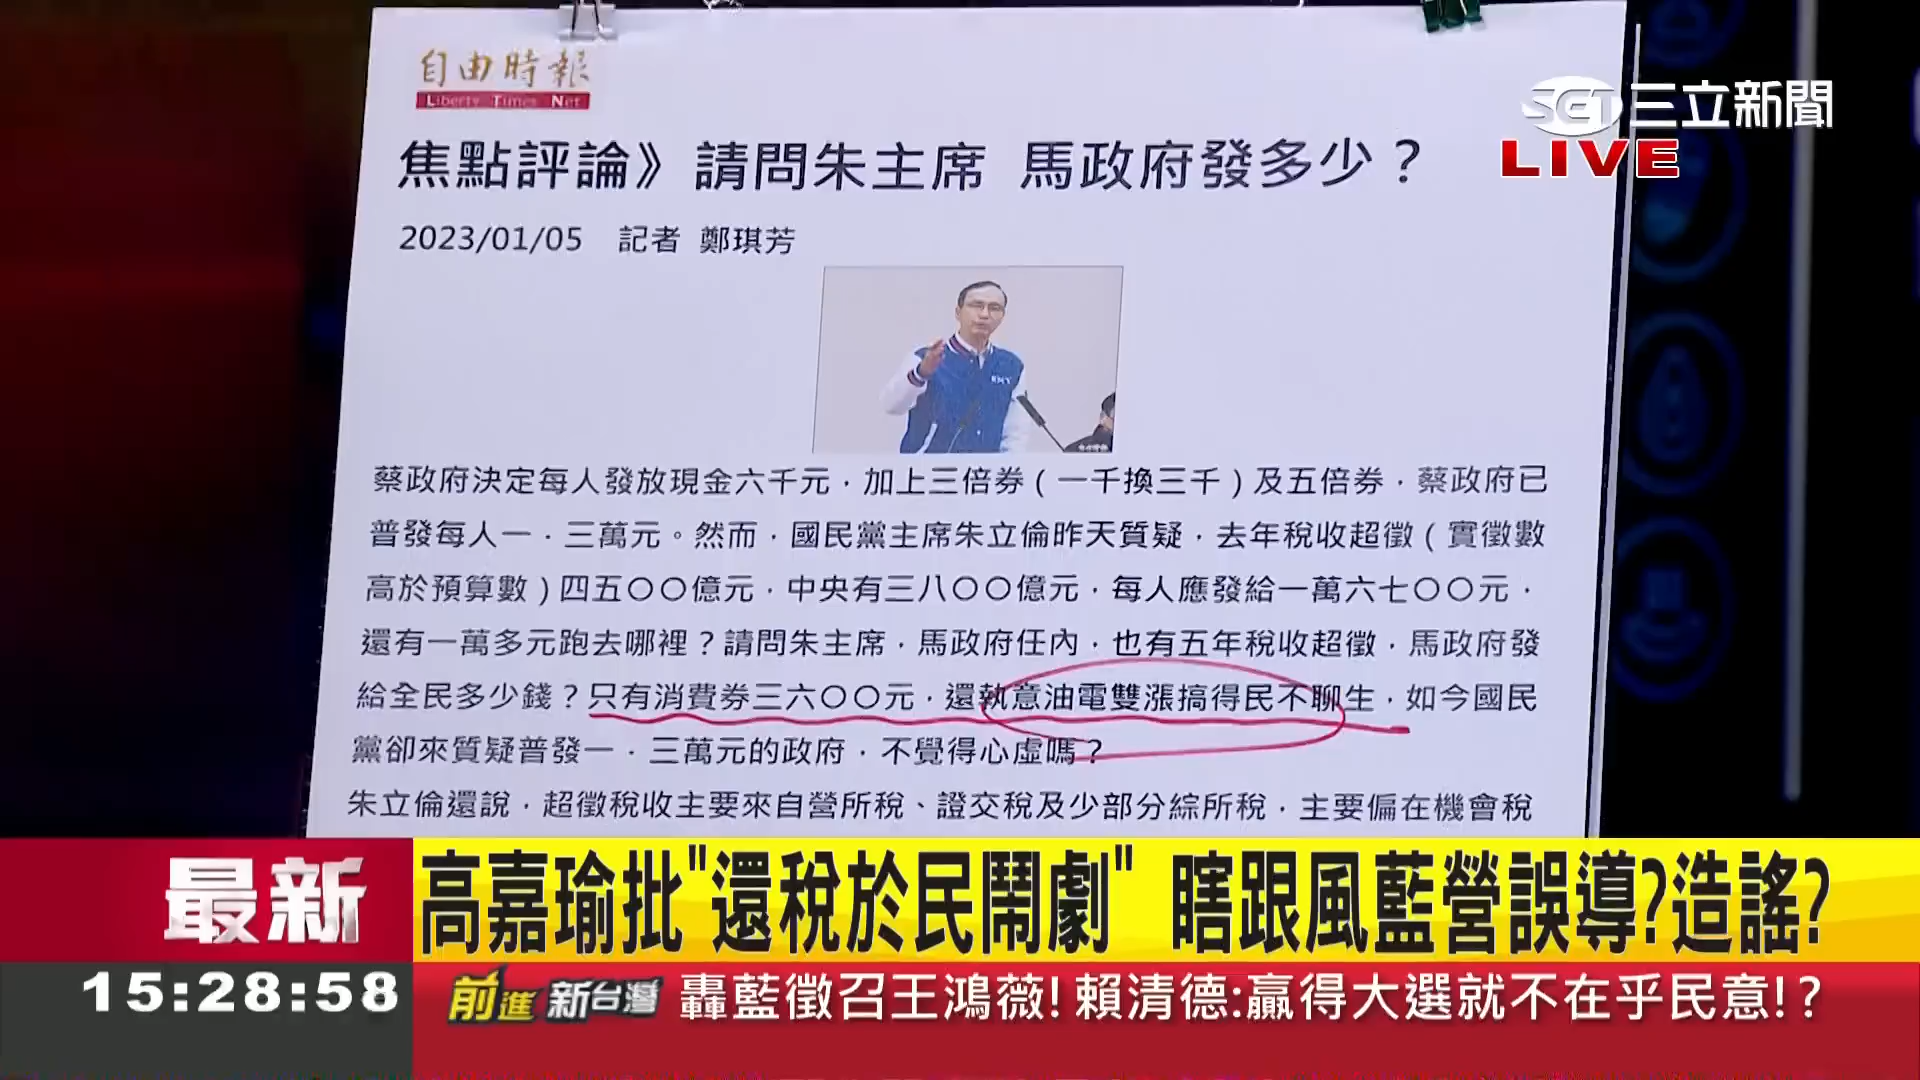 自由時報
Liberty Times Net
SET三立新聞
LIVE
焦點評論》請問朱主席 馬政府發多少？
2023/01/05 記者 鄭琪芳
KMT
蔡政府決定每人發放現金六千元，加上三倍券（一千換三千）及五倍券，蔡政府已
普發每人一．三萬元。然而，國民黨主席朱立倫昨天質疑，去年稅收超徵（實徵數
高於預算數）四五〇〇億元，中央有三八〇〇億元，每人應發給一萬六七〇〇元，
還有一萬多元跑去哪裡？請問朱主席，馬政府任內，也有五年稅收超徵，馬政府發
給全民多少錢？只有消費券三六〇〇元，還執意油電雙漲搞得民不聊生，如今國民
黨卻來質疑普發一．三萬元的政府，不覺得心虛嗎？
朱立倫還說，超徵稅收主要來自營所稅、證交稅及少部分綜所稅，主要偏在機會稅
最新
高嘉瑜批"還稅於民鬧劇" 瞎跟風藍營誤導?造謠?
15:28:58
前進新台灣
轟藍徵召王鴻薇!賴清德:贏得大選就不在乎民意!?